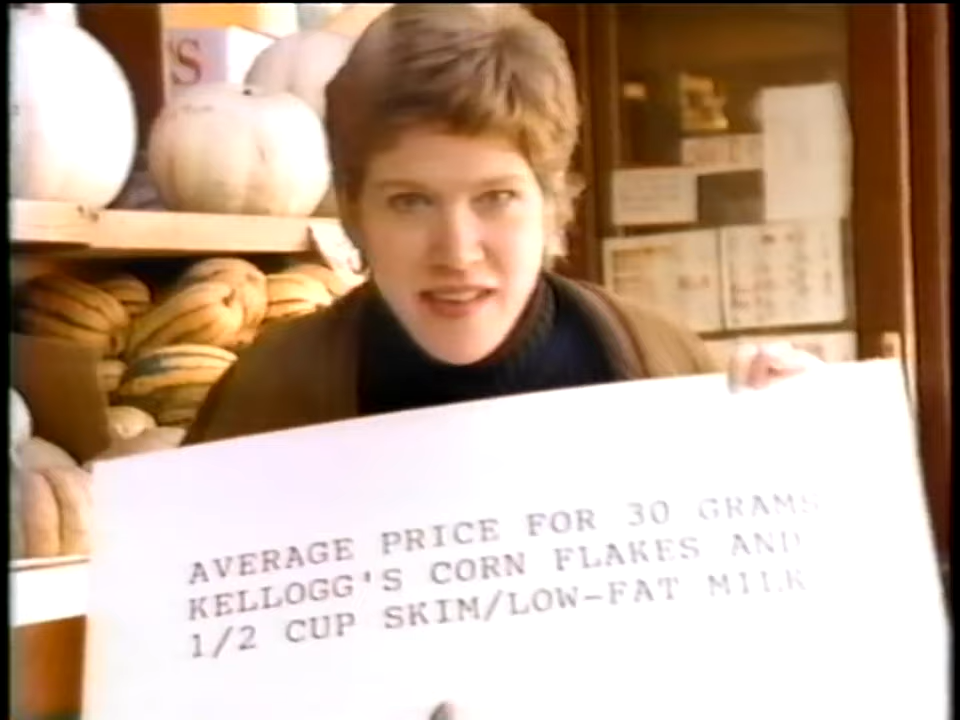 S
AVERAGE PRICE FOR 30 GRAMS
KELLOGG'S CORN FLAKES AND
1/2 CUP SKIM/LOW-FAT MILK